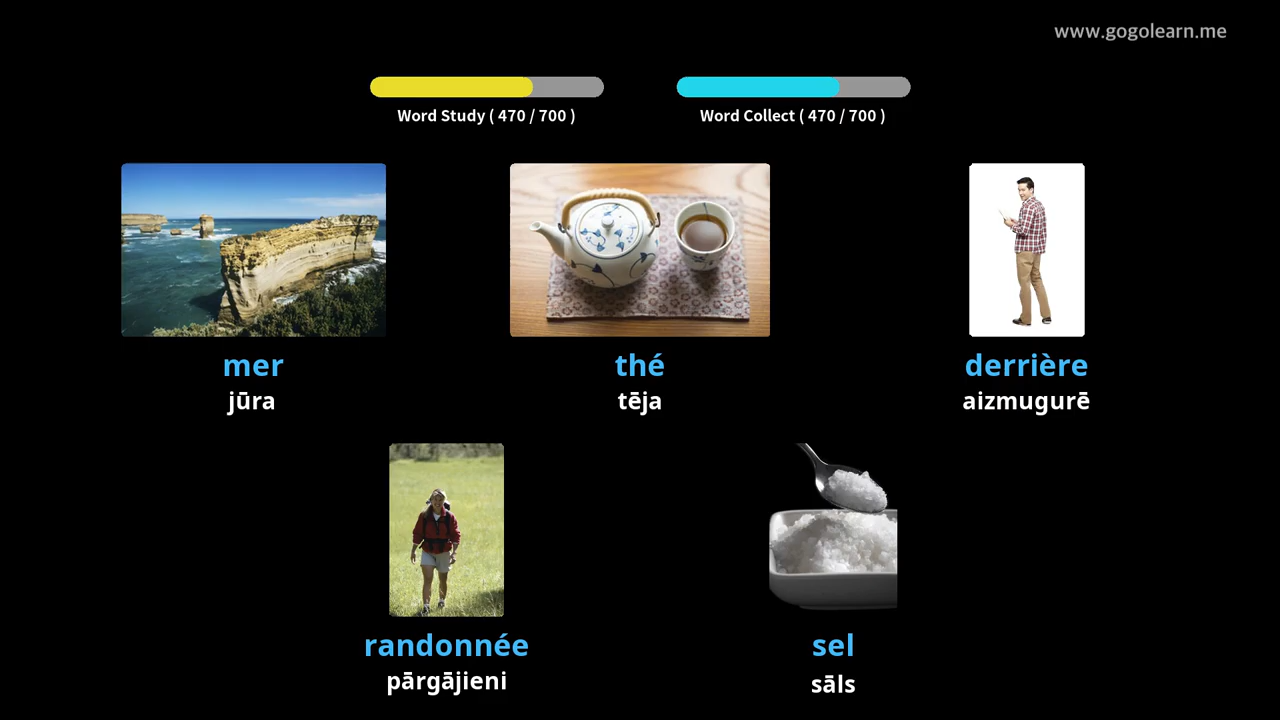 www.gogolearn.me
Word Study ( 470 / 700 )
Word Collect ( 470 / 700 )
mer
jūra
thé
tēja
derrière
aizmugurē
randonnée
pārgājieni
sel
sāls